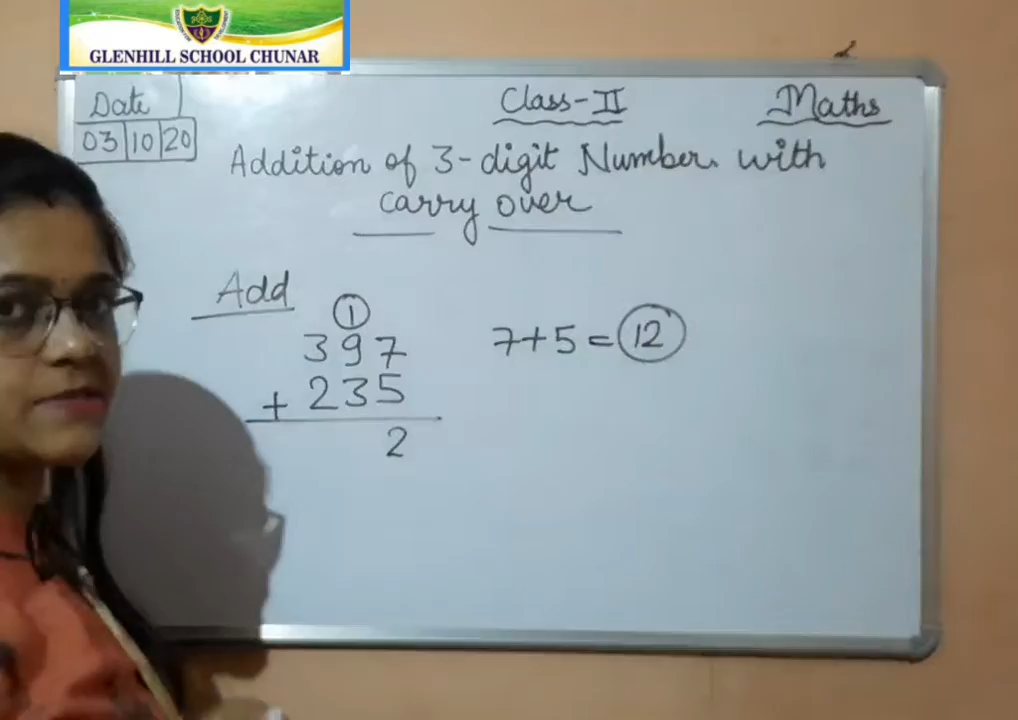 GLENHILL SCHOOL CHUNAR
Date
03|10|20
Class-II
Maths
Addition of 3-digit Number. with
carry over
Add
1
397
+ 235
2
7+5=12